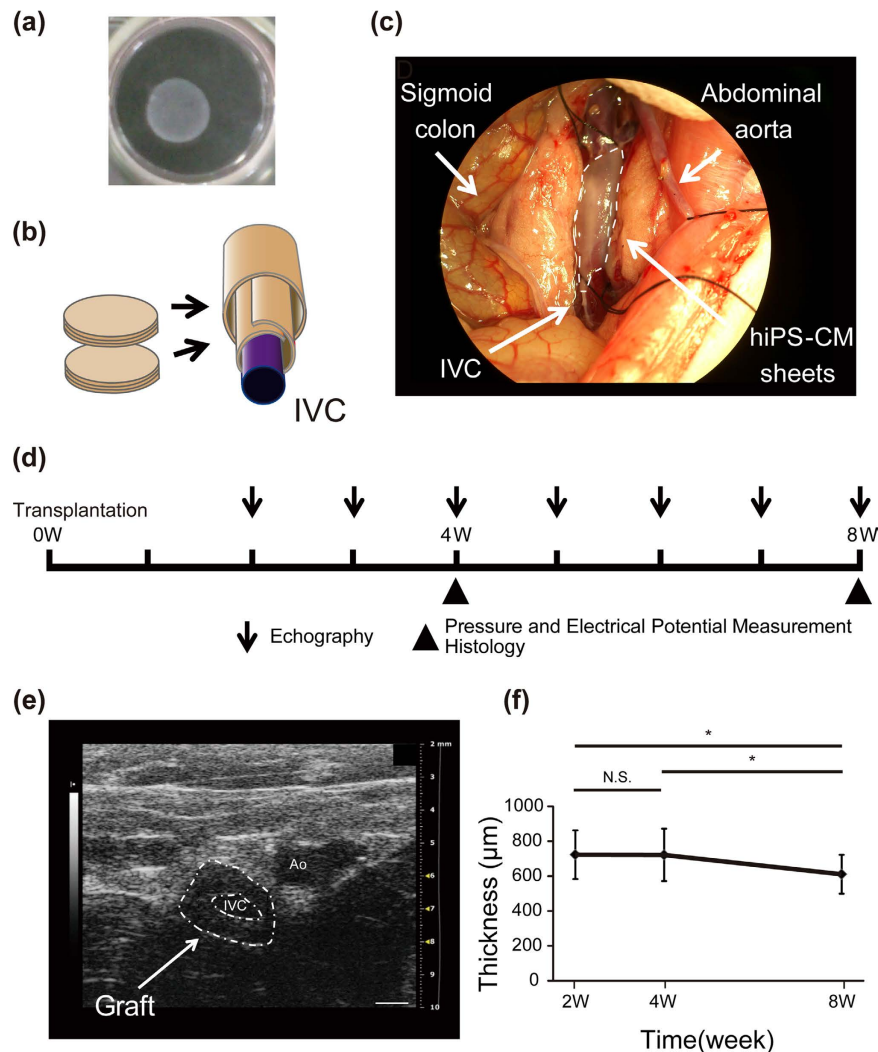 (a)
(b)
IVC
(c)
D
Sigmoid
colon
Abdominal
aorta
IVC
hiPS-CM
sheets
(d)
Transplantation
0W
4W
8W
Echography
Pressure and Electrical Potential Measurement
Histology
(e)
2 mm
3
4
5
6
7
8
9
10
Ao
IVC
Graft
(f)
*
*
N.S.
1000
800
600
400
200
0
Thickness (μm)
2W
4W
8W
Time(week)